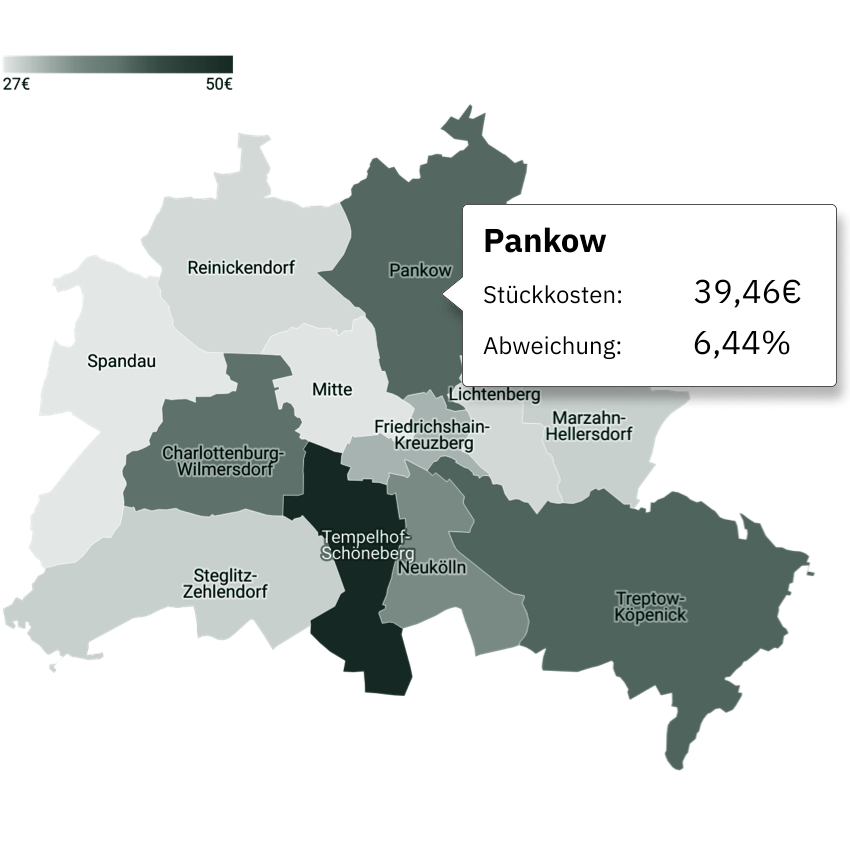 27€ 50€
Reinickendorf
Pankow
Pankow
Stückkosten: 39,46€
Abweichung: 6,44%
Spandau
Mitte
Lichtenberg
Friedrichshain-
Kreuzberg
Marzahn-
Hellersdorf
Charlottenburg-
Wilmersdorf
Tempelhof-
Schöneberg
Neukölln
Steglitz-
Zehlendorf
Treptow-
Köpenick